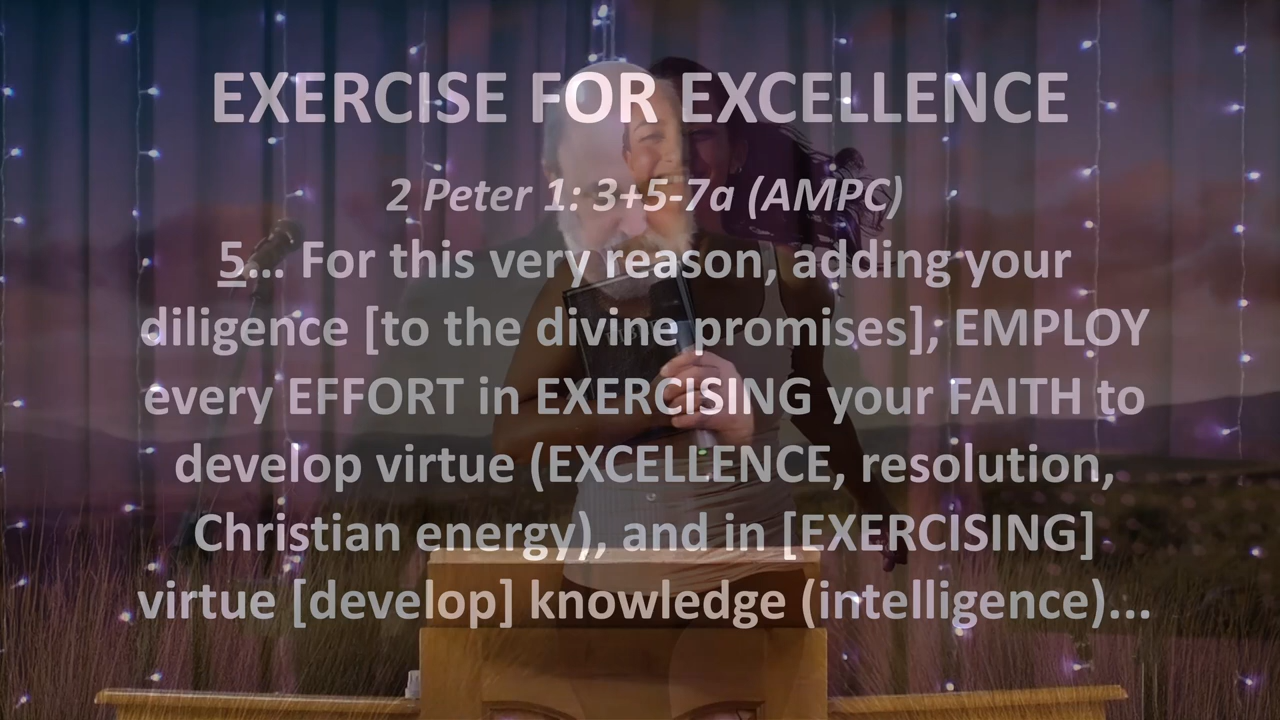 EXERCISE FOR EXCELLENCE
2 Peter 1: 3+5-7a (AMPC)
5... For this very reason, adding your
diligence [to the divine promises], EMPLOY
every EFFORT in EXERCISING your FAITH to
develop virtue (EXCELLENCE, resolution,
Christian energy), and in [EXERCISING]
virtue [develop] knowledge (intelligence)...